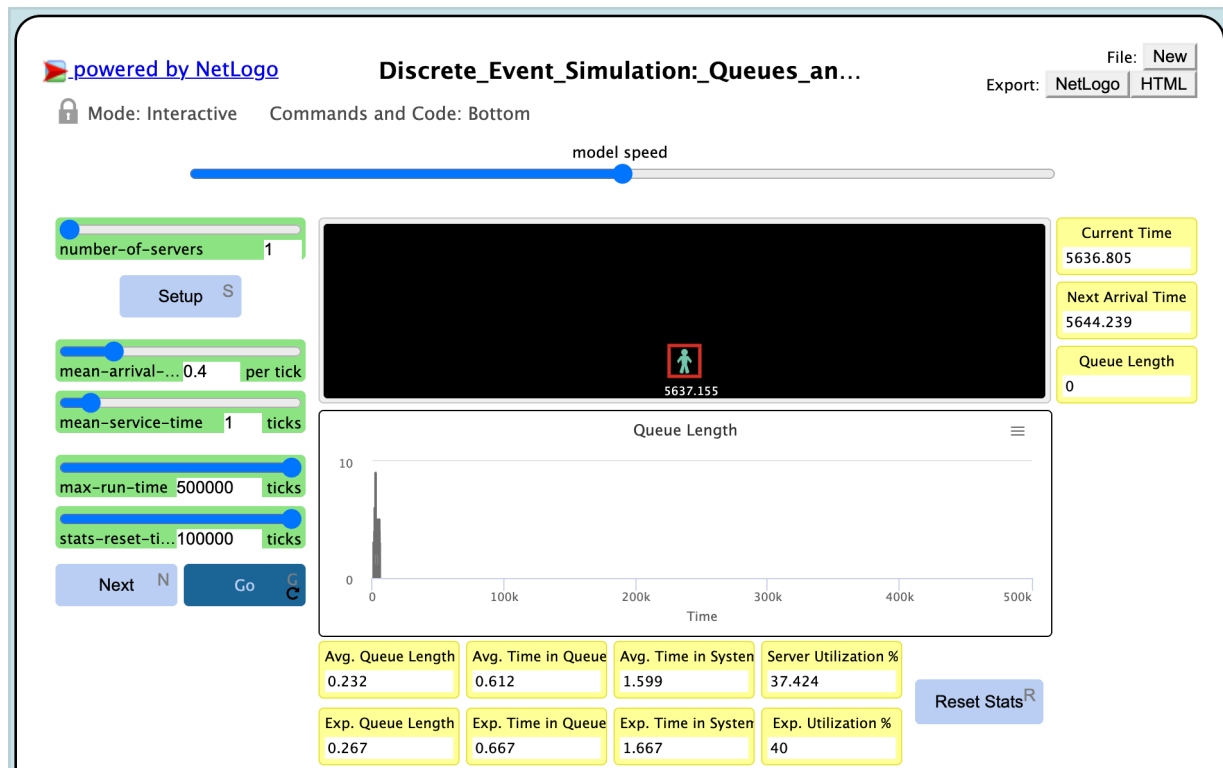 powered by NetLogo
Discrete_Event_Simulation:_Queues_an...
File: New
Export: NetLogo HTML
Mode: Interactive Commands and Code: Bottom
model speed
number-of-servers 1
Setup S
mean-arrival-... 0.4 per tick
mean-service-time 1 ticks
max-run-time 500000 ticks
stats-reset-ti... 100000 ticks
Next N
Go G
5637.155
Current Time
5636.805
Next Arrival Time
5644.239
Queue Length
0
Queue Length
10
0
0 100k 200k 300k 400k 500k
Time
Avg. Queue Length
0.232
Avg. Time in Queue
0.612
Avg. Time in System
1.599
Server Utilization %
37.424
Exp. Queue Length
0.267
Exp. Time in Queue
0.667
Exp. Time in System
1.667
Exp. Utilization %
40
Reset Stats R